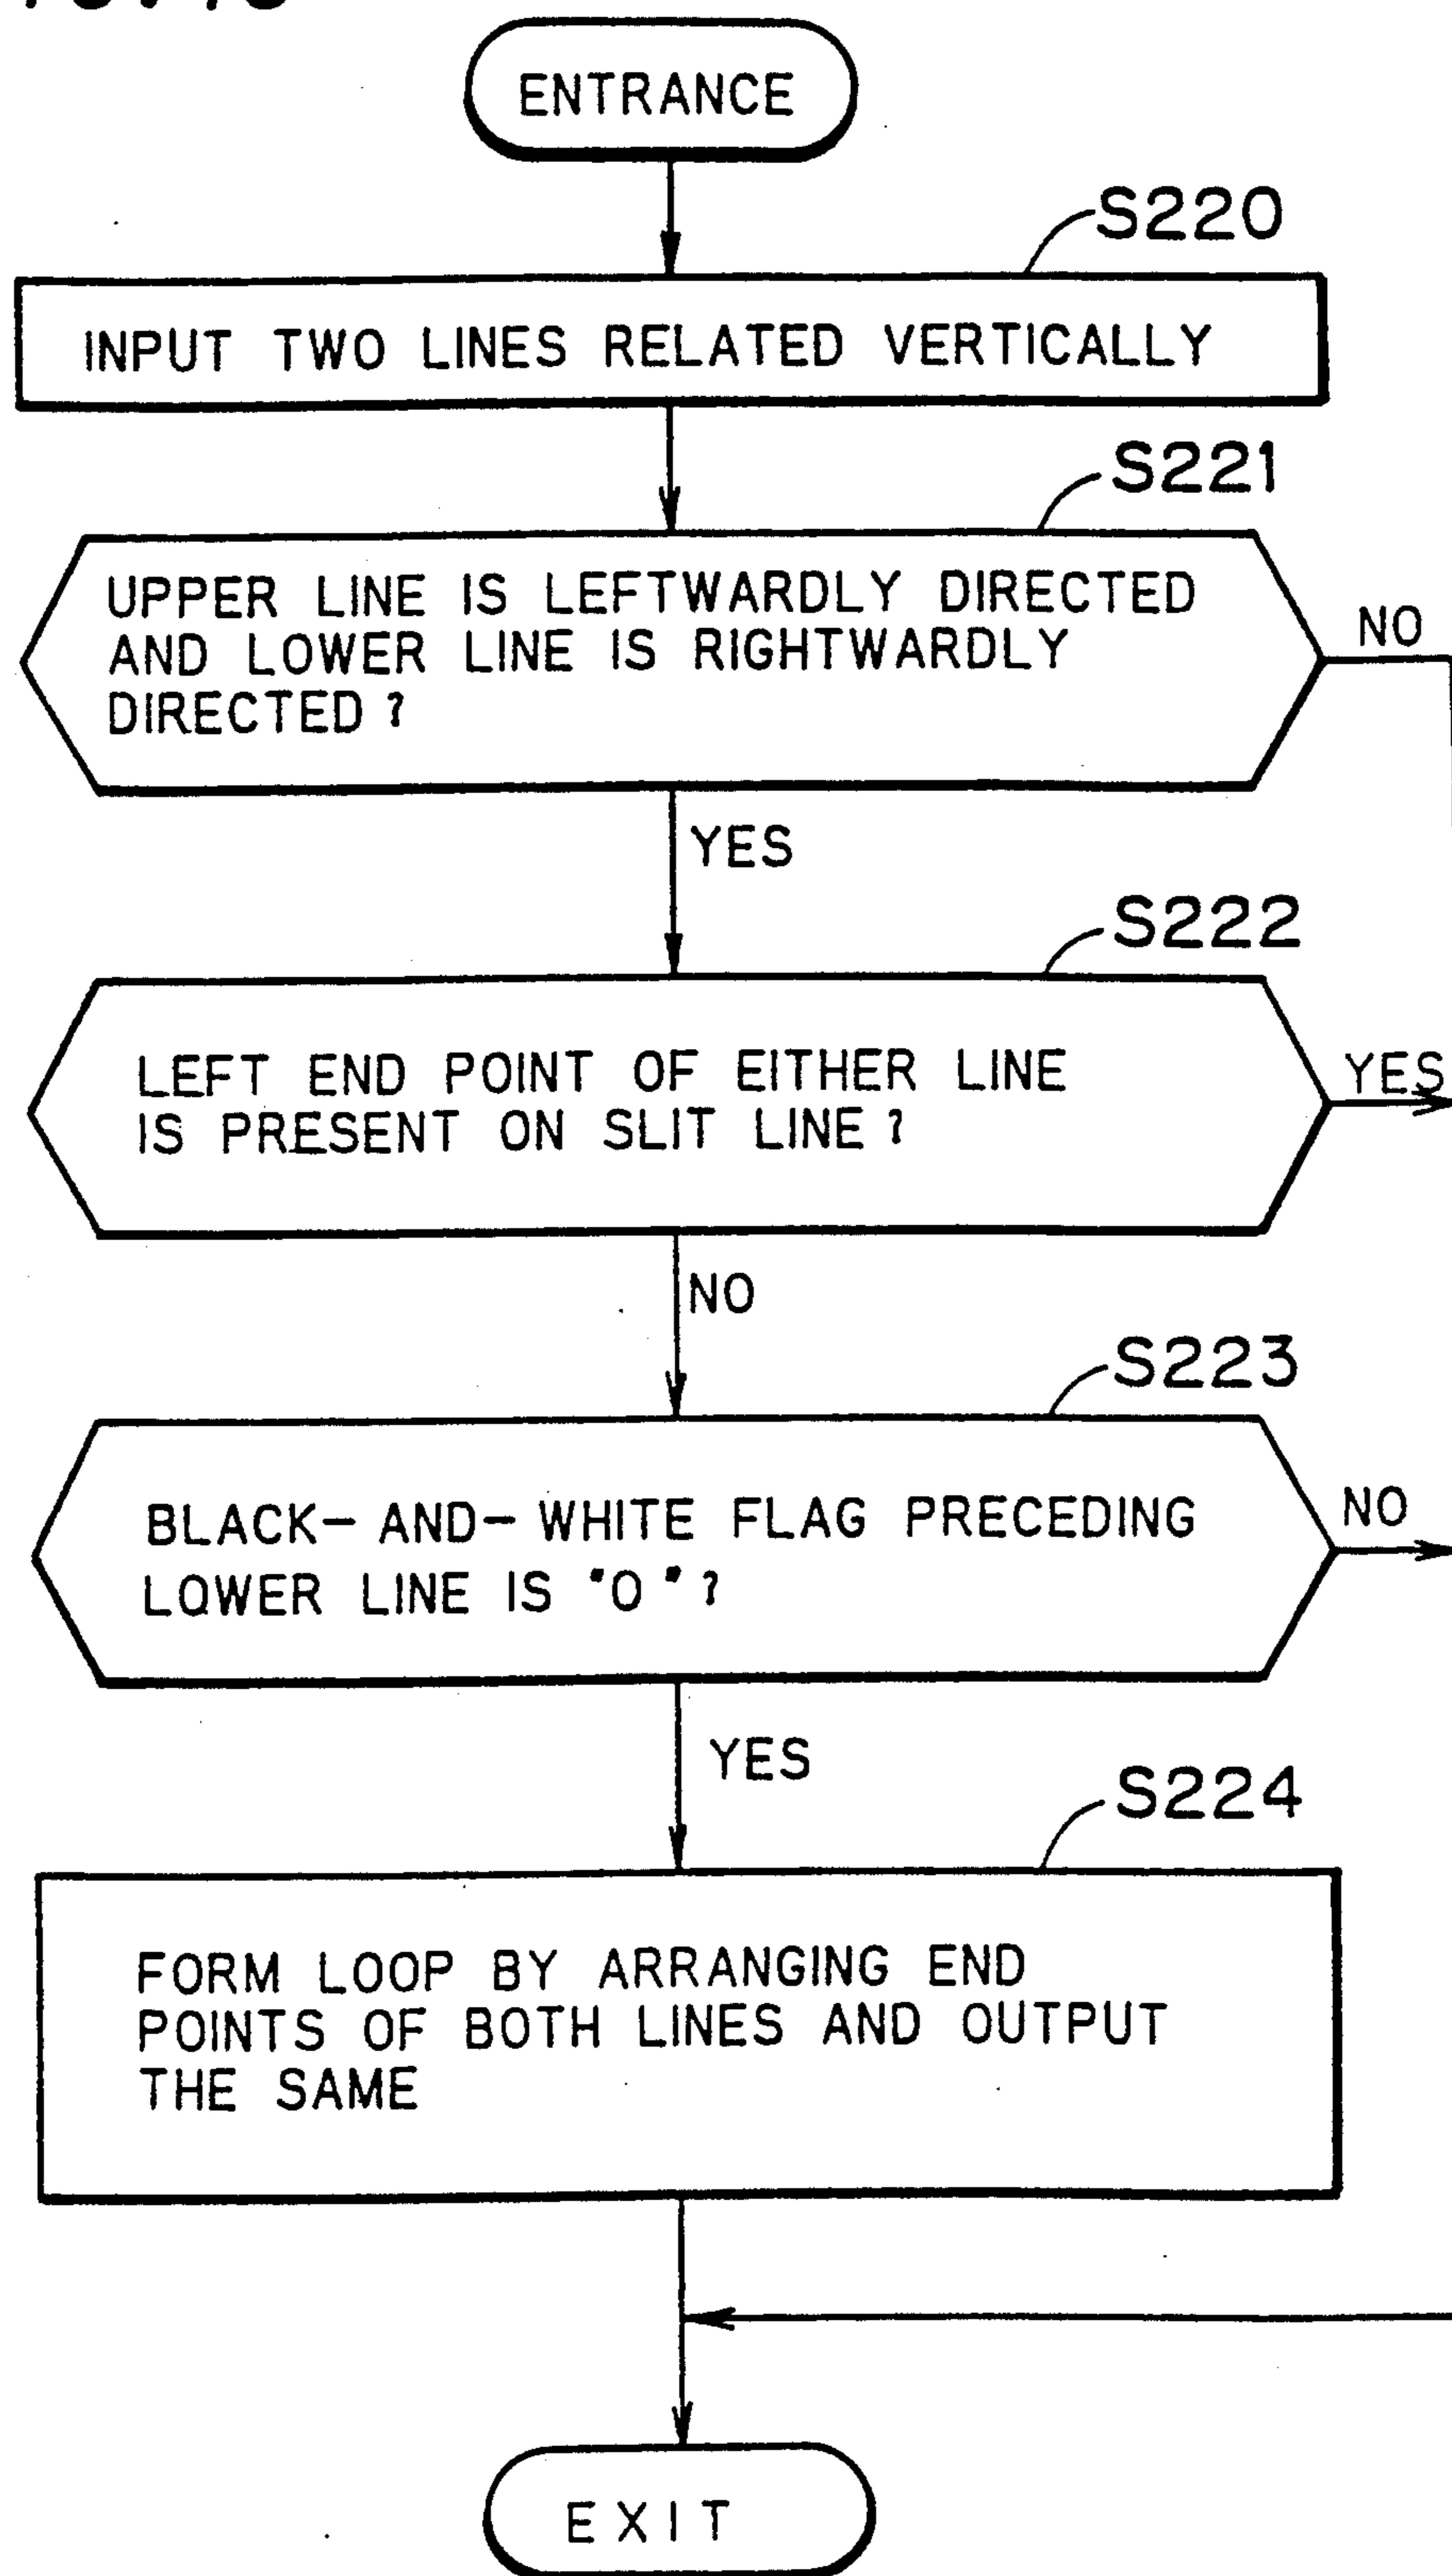 ENTRANCE
S220
INPUT TWO LINES RELATED VERTICALLY
S221
UPPER LINE IS LEFTWARDLY DIRECTED
AND LOWER LINE IS RIGHTWARDLY
DIRECTED ?
NO
YES
S222
LEFT END POINT OF EITHER LINE
IS PRESENT ON SLIT LINE ?
YES
NO
S223
BLACK-AND-WHITE FLAG PRECEDING
LOWER LINE IS "0" ?
NO
YES
S224
FORM LOOP BY ARRANGING END
POINTS OF BOTH LINES AND OUTPUT
THE SAME
EXIT